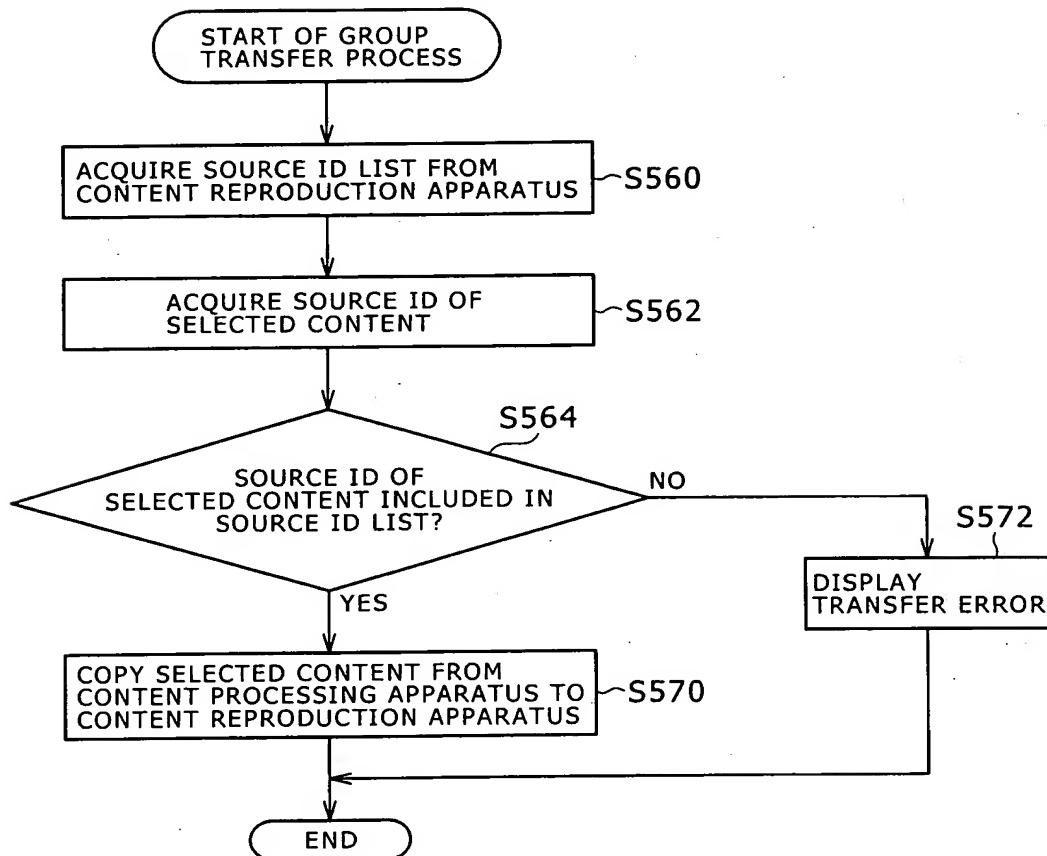 START OF GROUP
TRANSFER PROCESS
ACQUIRE SOURCE ID LIST FROM
CONTENT REPRODUCTION APPARATUS
S560
ACQUIRE SOURCE ID OF
SELECTED CONTENT
S562
S564
SOURCE ID OF
SELECTED CONTENT INCLUDED IN
SOURCE ID LIST?
NO
S572
DISPLAY
TRANSFER ERROR
YES
COPY SELECTED CONTENT FROM
CONTENT PROCESSING APPARATUS TO
CONTENT REPRODUCTION APPARATUS
S570
END